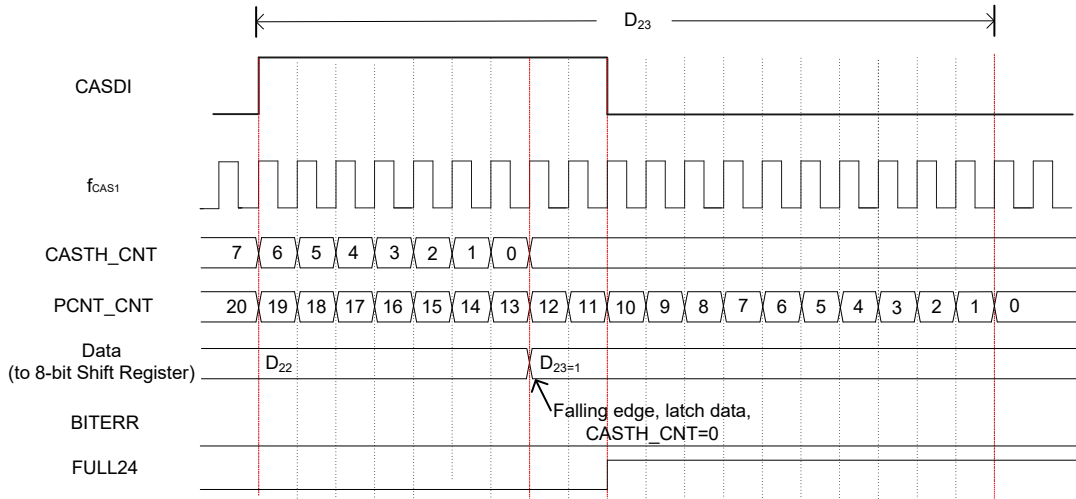 D23
CASDI
fCAS1
CASTH_CNT 7 6 5 4 3 2 1 0
PCNT_CNT 20 19 18 17 16 15 14 13 12 11 10 9 8 7 6 5 4 3 2 1 0
Data
(to 8-bit Shift Register)
D22 D23=1
Falling edge, latch data,
CASTH_CNT=0
BITERR
FULL24